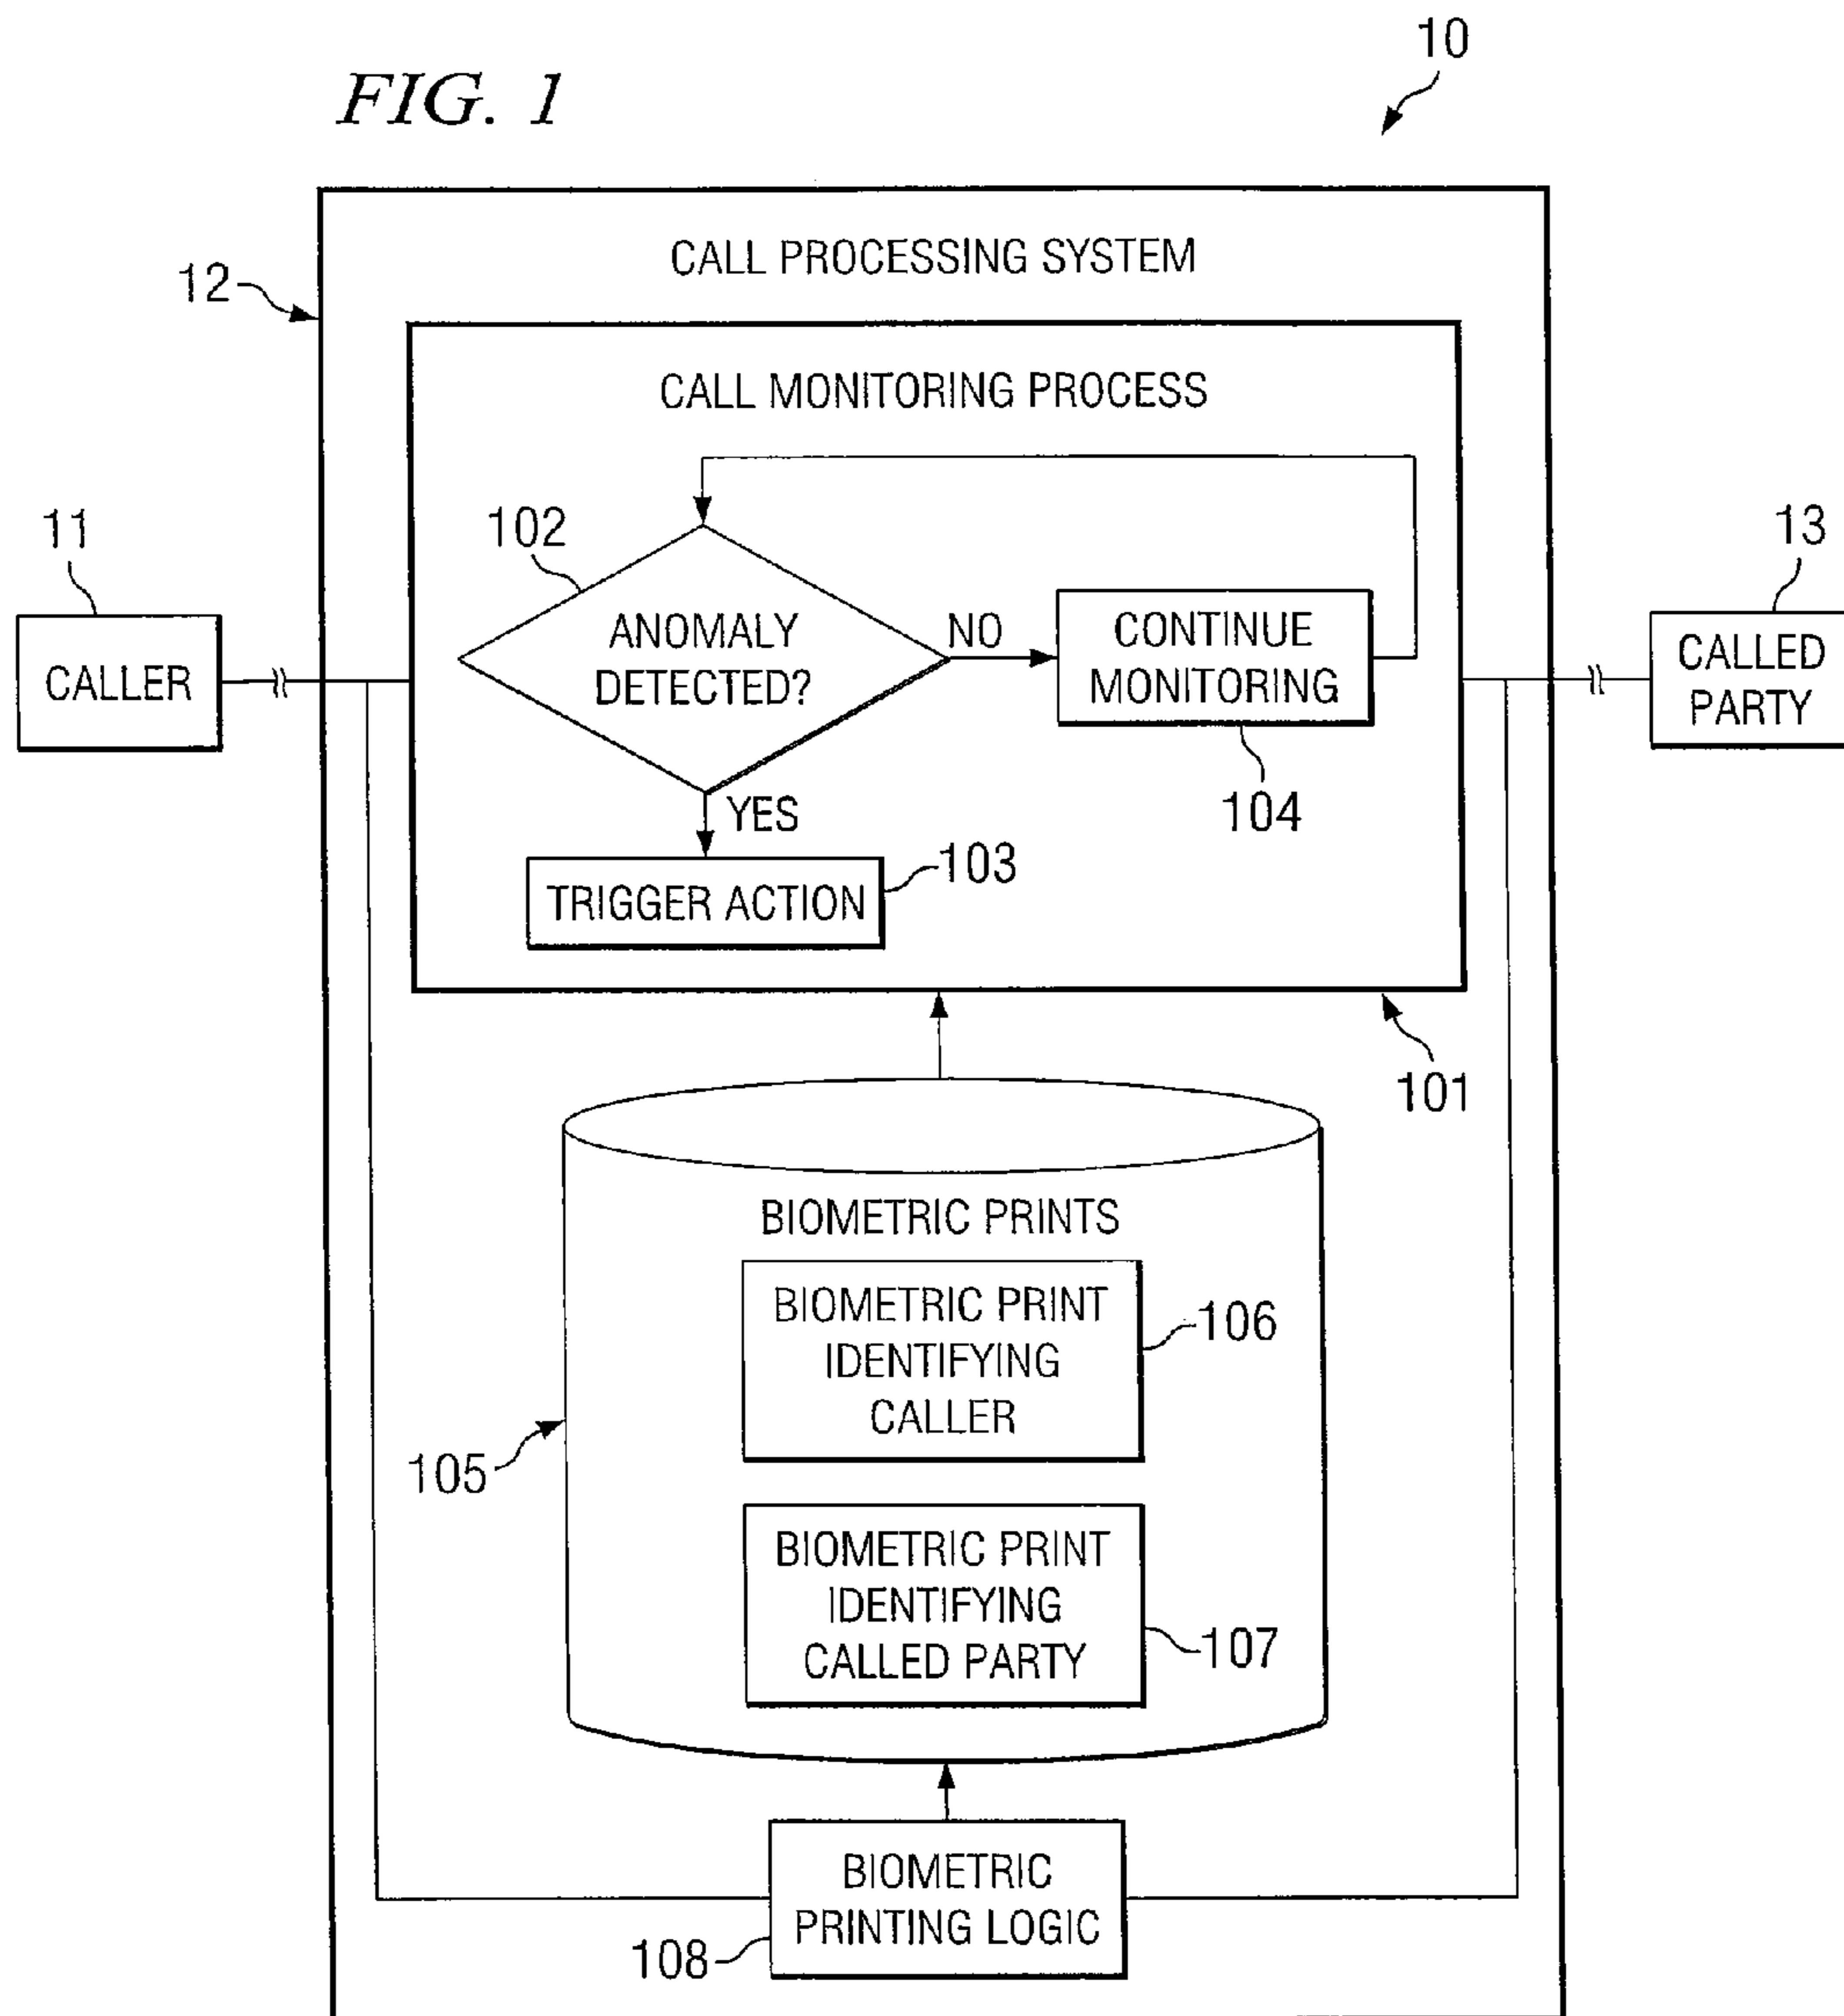 FIG. 1
10
CALL PROCESSING SYSTEM
12
CALL MONITORING PROCESS
11
102
13
CALLER
ANOMALY
DETECTED?
NO
CONTINUE
MONITORING
CALLED
PARTY
104
YES
TRIGGER ACTION
103
101
BIOMETRIC PRINTS
BIOMETRIC PRINT
IDENTIFYING
CALLER
106
105
BIOMETRIC PRINT
IDENTIFYING
CALLED PARTY
107
BIOMETRIC
PRINTING LOGIC
108